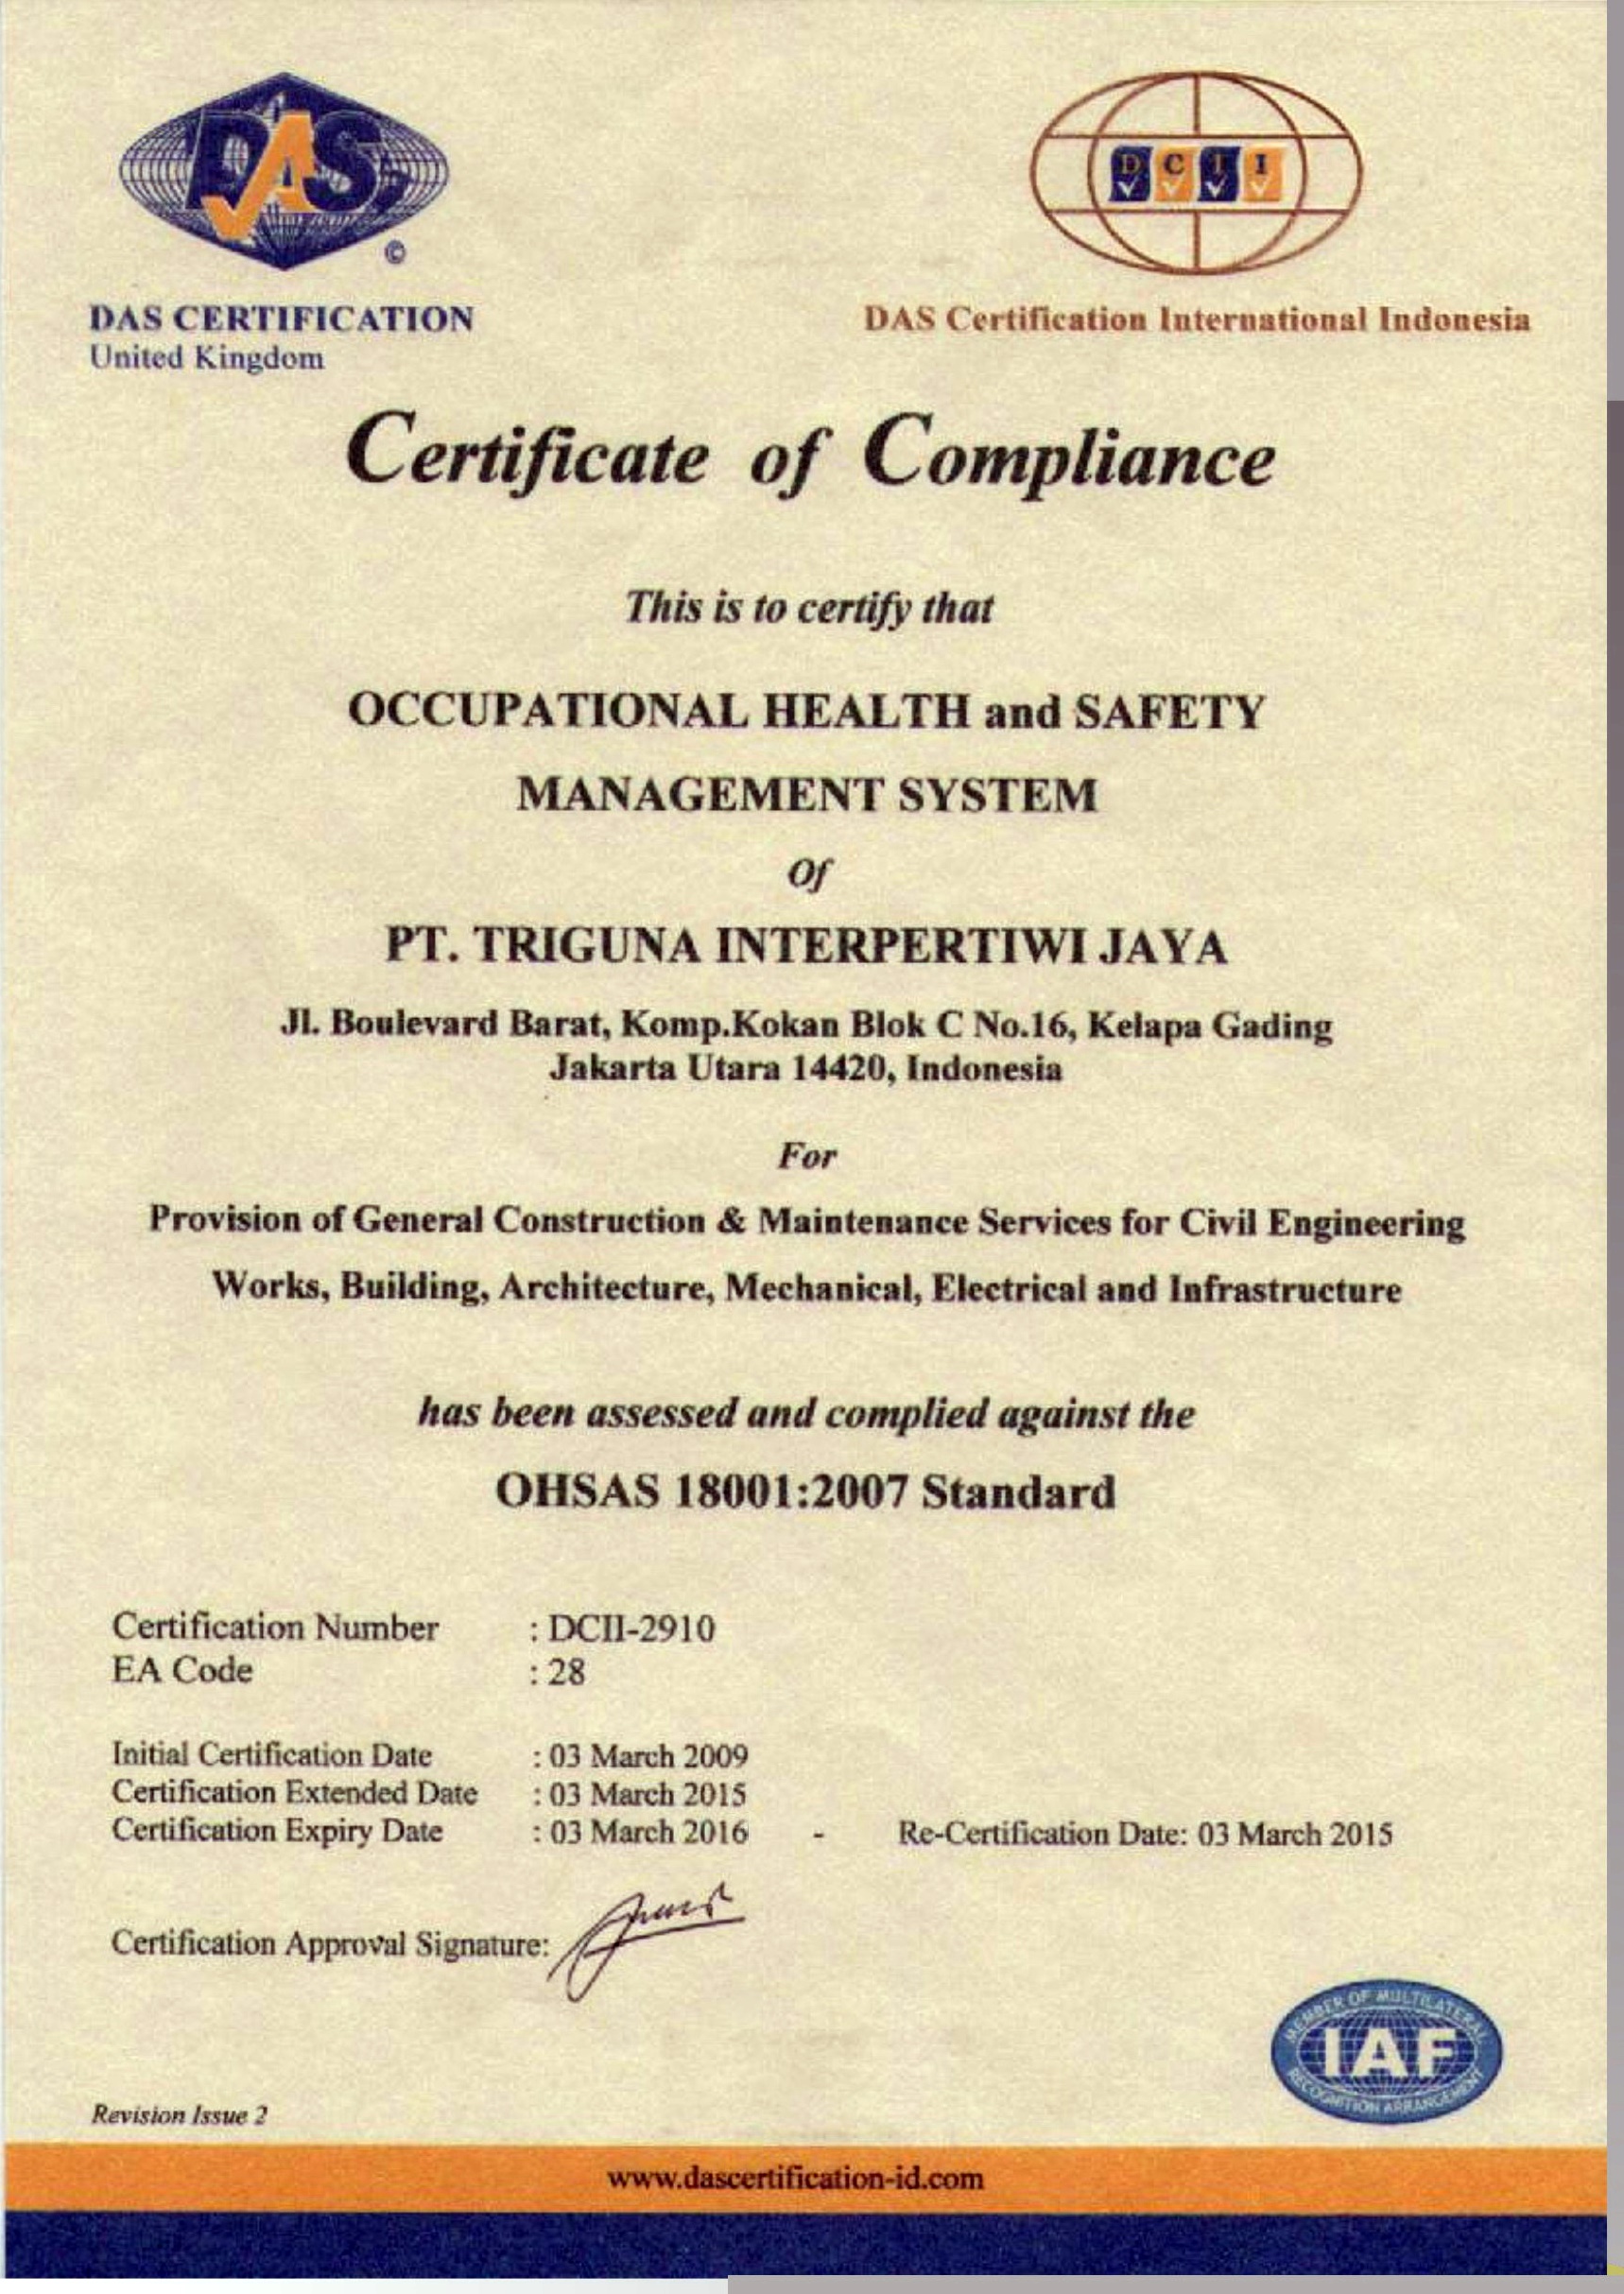 DAS
©
DCII
DAS CERTIFICATION
United Kingdom
DAS Certification International Indonesia
Certificate of Compliance
This is to certify that
OCCUPATIONAL HEALTH and SAFETY
MANAGEMENT SYSTEM
Of
PT. TRIGUNA INTERPERTIWI JAYA
Jl. Boulevard Barat, Komp.Kokan Blok C No.16, Kelapa Gading
Jakarta Utara 14420, Indonesia
For
Provision of General Construction & Maintenance Services for Civil Engineering
Works, Building, Architecture, Mechanical, Electrical and Infrastructure
has been assessed and complied against the
OHSAS 18001:2007 Standard
Certification Number : DCII-2910
EA Code : 28
Initial Certification Date : 03 March 2009
Certification Extended Date : 03 March 2015
Certification Expiry Date : 03 March 2016 - Re-Certification Date: 03 March 2015
Certification Approval Signature:
MEMBER OF MULTILATERAL
IAF
RECOGNITION ARRANGEMENT
Revision Issue 2
www.dascertification-id.com